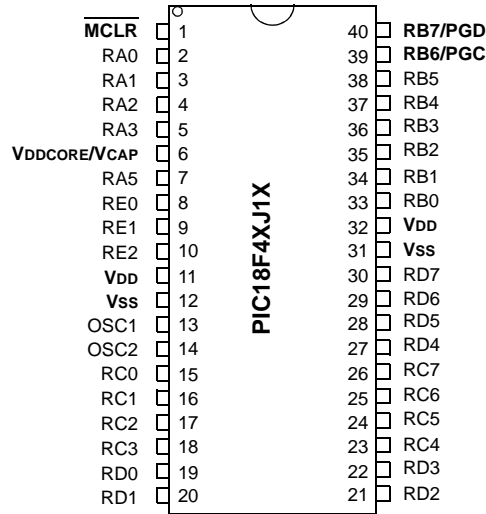 MCLR 1 40 RB7/PGD
RA0 2 39 RB6/PGC
RA1 3 38 RB5
RA2 4 37 RB4
RA3 5 36 RB3
VDDCORE/VCAP 6 35 RB2
RA5 7 34 RB1
RE0 8 33 RB0
RE1 9 32 VDD
RE2 10 31 VSS
VDD 11 30 RD7
VSS 12 29 RD6
OSC1 13 28 RD5
OSC2 14 27 RD4
RC0 15 26 RC7
RC1 16 25 RC6
RC2 17 24 RC5
RC3 18 23 RC4
RD0 19 22 RD3
RD1 20 21 RD2
PIC18F4XJ1X